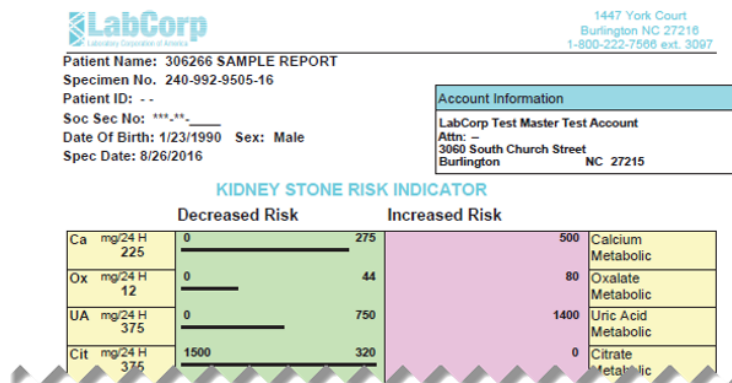 LabCorp
Laboratory Corporation of America
1447 York Court
Burlington NC 27216
1-800-222-7566 ext. 3097
Patient Name: 306266 SAMPLE REPORT
Specimen No. 240-992-9505-16
Patient ID: - -
Soc Sec No: ***-**-____
Date Of Birth: 1/23/1990 Sex: Male
Spec Date: 8/26/2016
Account Information
LabCorp Test Master Test Account
Attn: –
3060 South Church Street
Burlington NC 27215
KIDNEY STONE RISK INDICATOR
Decreased Risk Increased Risk
Ca mg/24 H 0 275 500 Calcium
225 Metabolic
Ox mg/24 H 0 44 80 Oxalate
12 Metabolic
UA mg/24 H 0 750 1400 Uric Acid
375 Metabolic
Cit mg/24 H 1500 320 0 Citrate
375 Metabolic